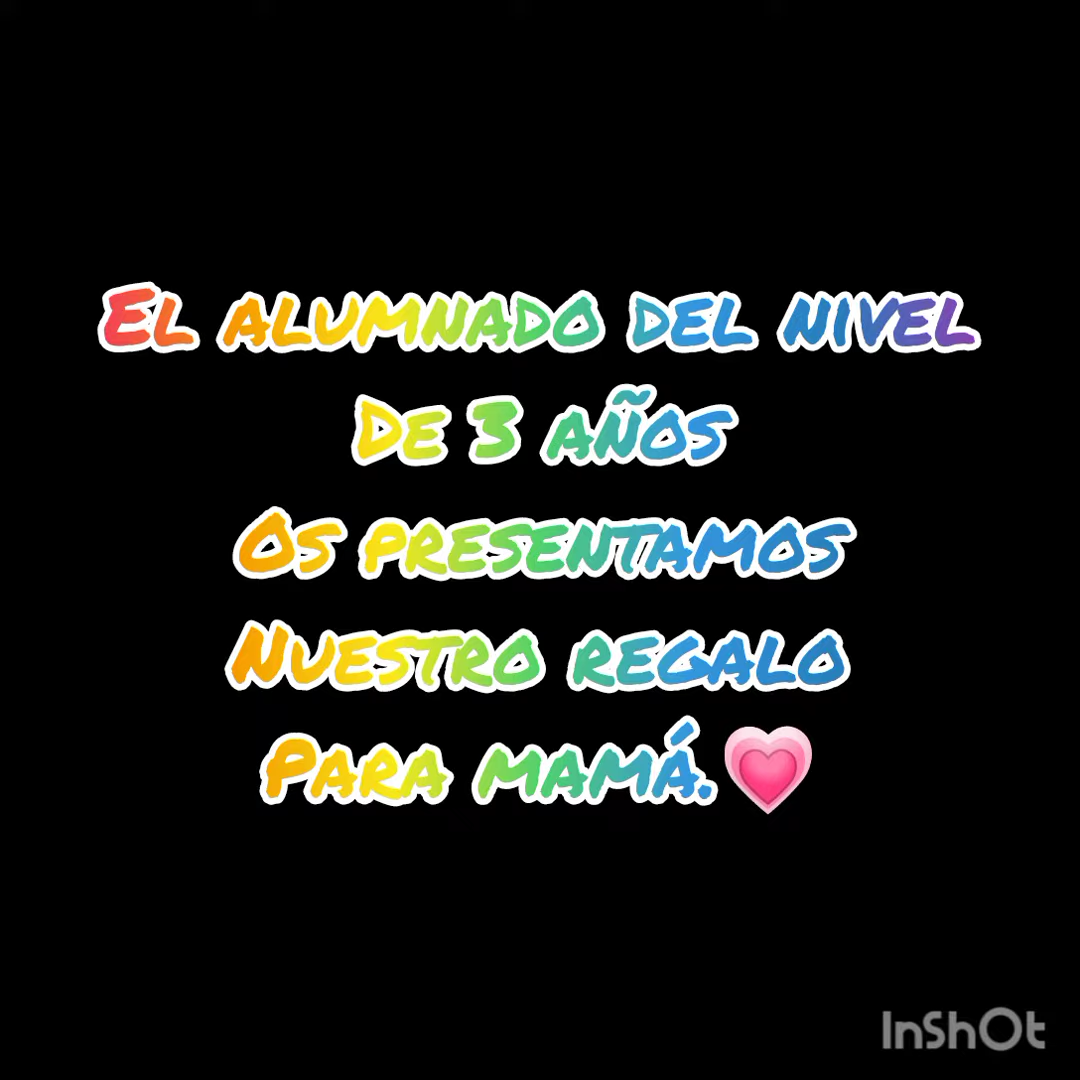 El alumnado del nivel
De 3 años
Os presentamos
Nuestro regalo
Para mamá.💗
InShOt